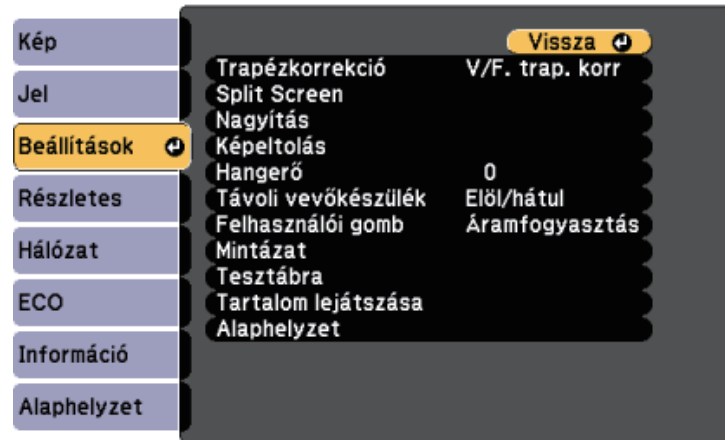 Kép
Jel
Beállítások
Részletes
Hálózat
ECO
Információ
Alaphelyzet
Vissza
Trapézkorrekció V/F. trap. korr
Split Screen
Nagyítás
Képeltolás
Hangerő 0
Távoli vevőkészülék Elöl/hátul
Felhasználói gomb Áramfogyasztás
Mintázat
Tesztábra
Tartalom lejátszása
Alaphelyzet